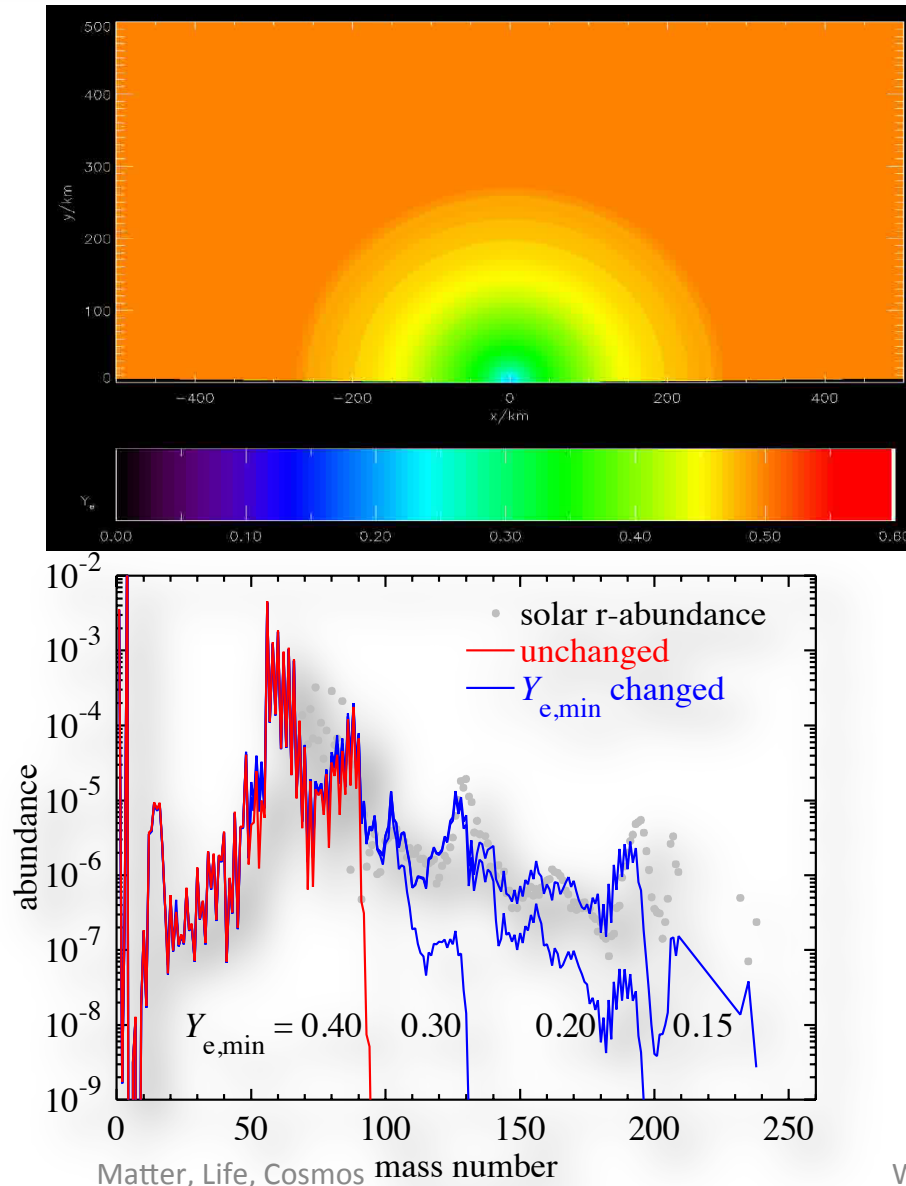 500
400
300
200
100
0
y/km
−400 −200 0 200 400
x/km
Yₑ
0.00 0.10 0.20 0.30 0.40 0.50 0.60
10⁻²
10⁻³
10⁻⁴
10⁻⁵
10⁻⁶
10⁻⁷
10⁻⁸
10⁻⁹
abundance
solar r-abundance
unchanged
Yₑ,min changed
Yₑ,min = 0.40 0.30 0.20 0.15
0 50 100 150 200 250
mass number
Matter, Life, Cosmos